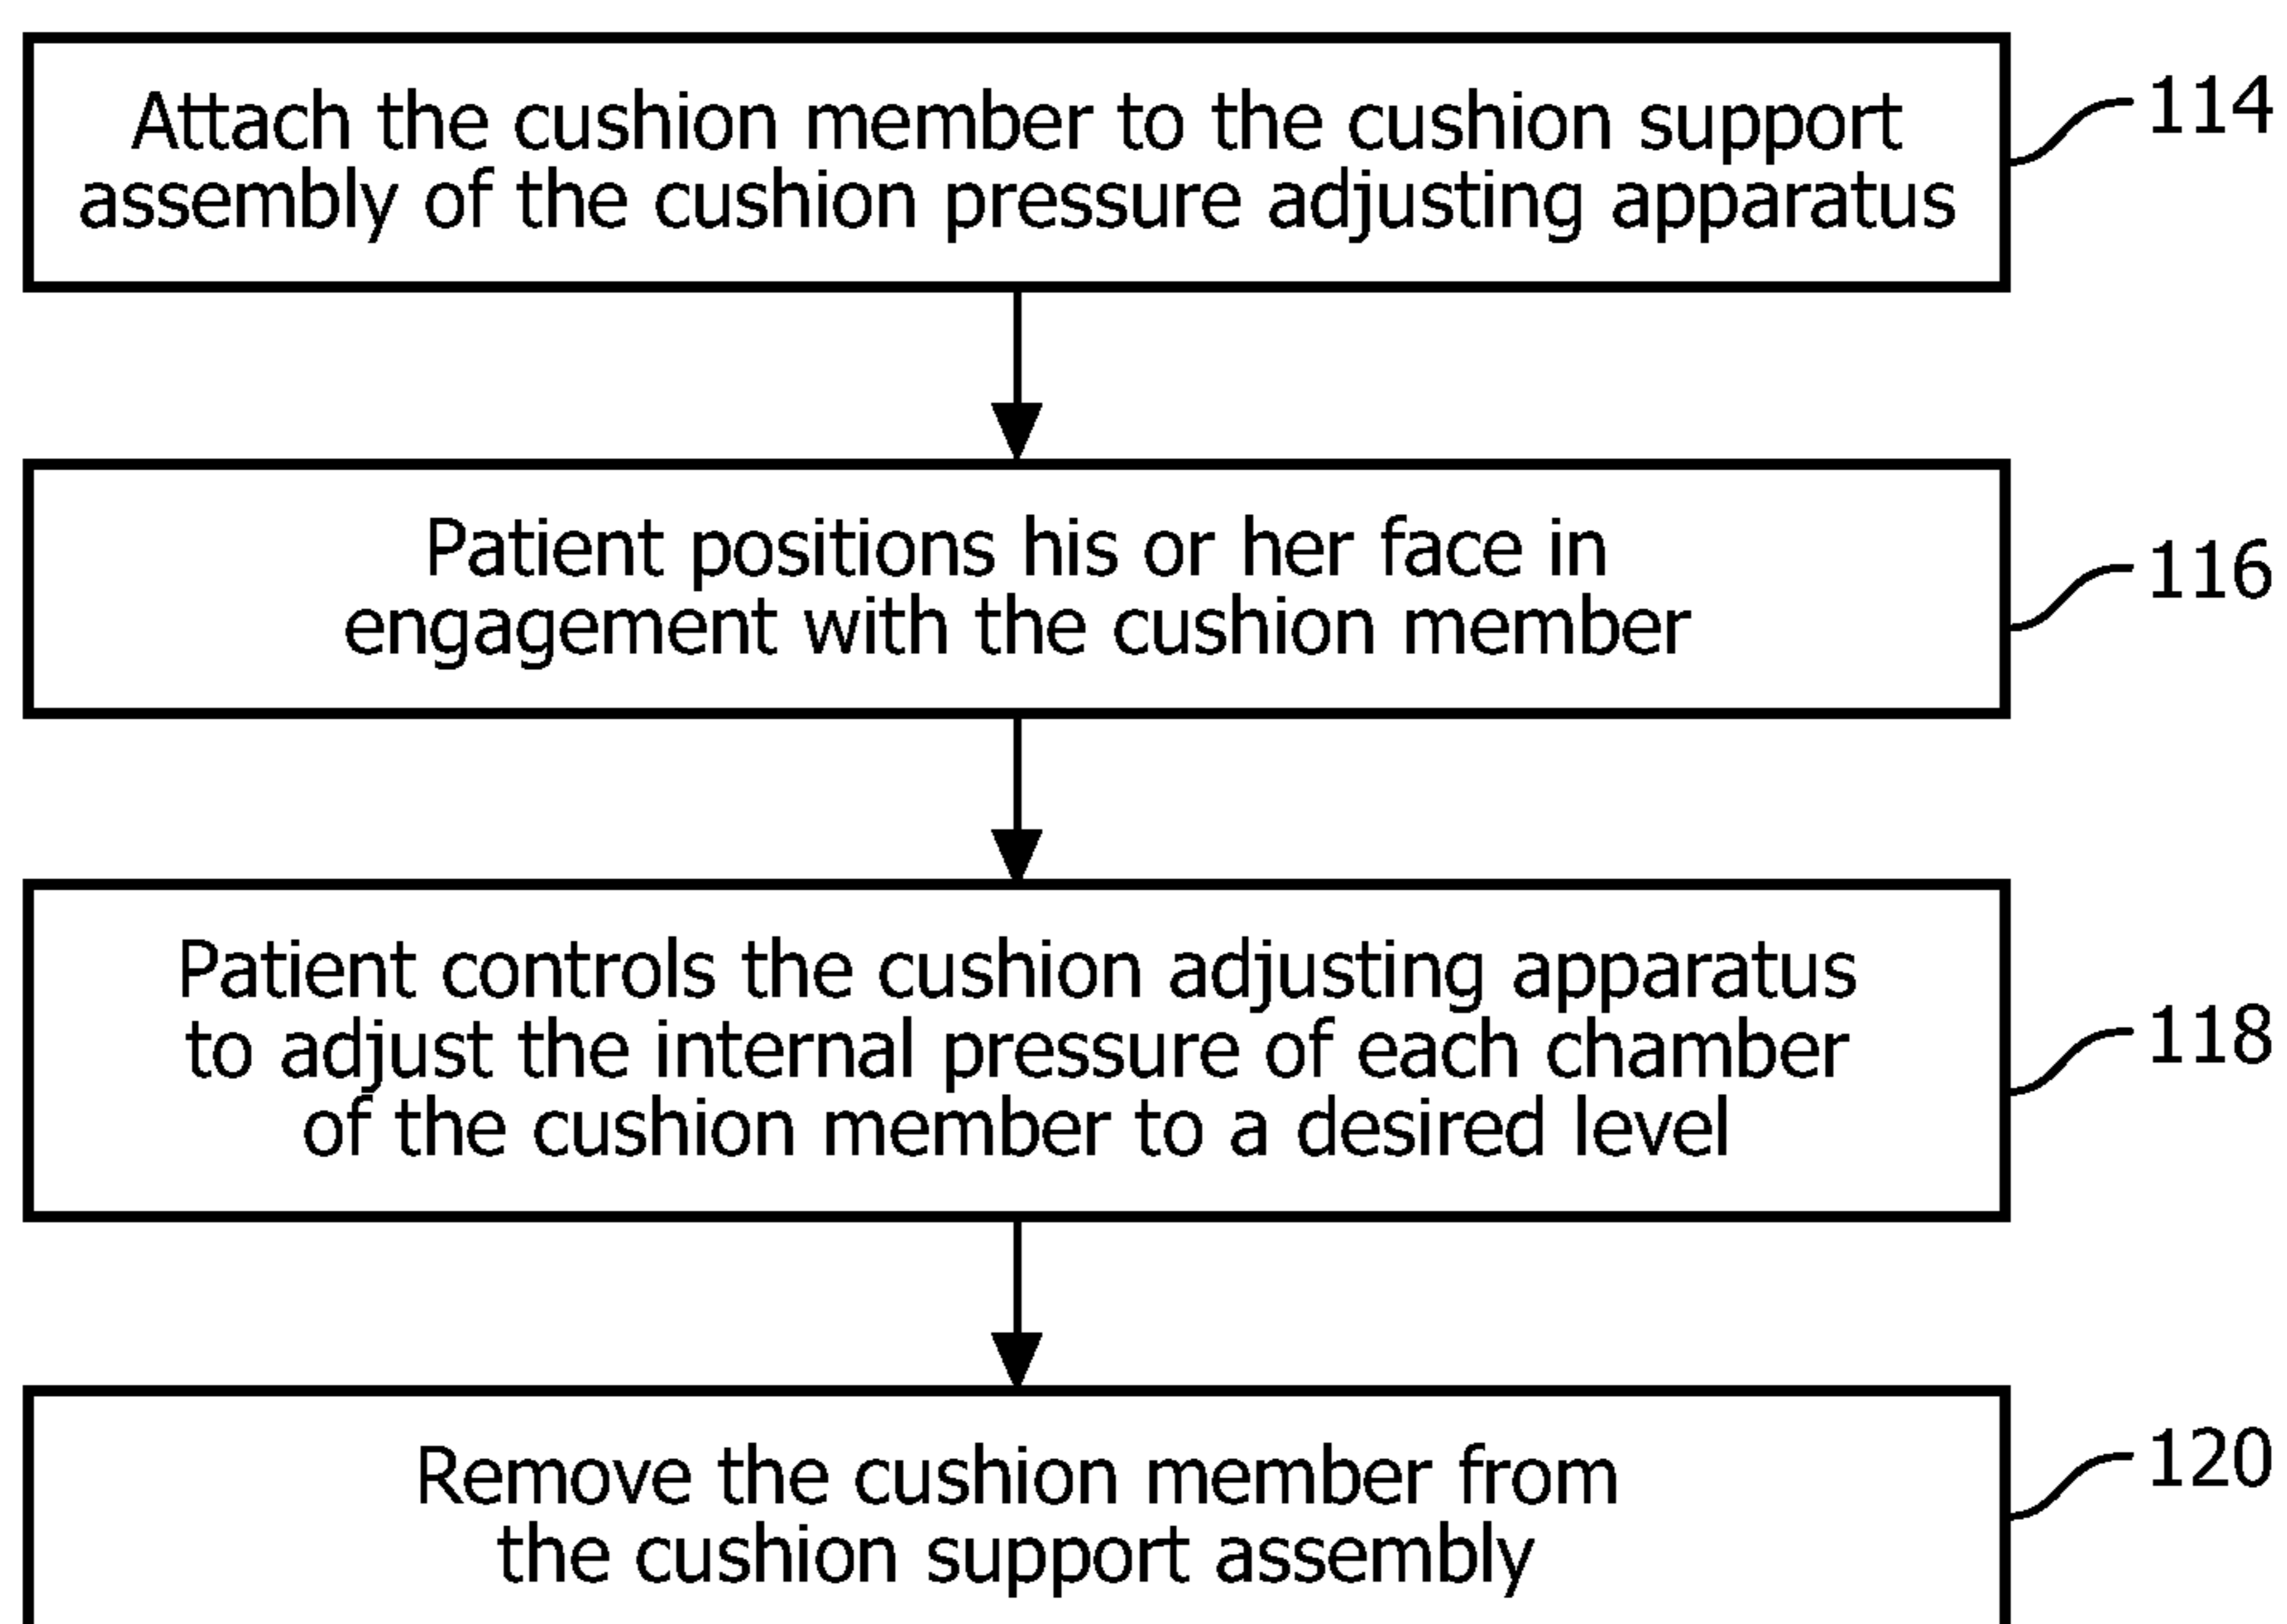 Attach the cushion member to the cushion support
assembly of the cushion pressure adjusting apparatus
114
Patient positions his or her face in
engagement with the cushion member
116
Patient controls the cushion adjusting apparatus
to adjust the internal pressure of each chamber
of the cushion member to a desired level
118
Remove the cushion member from
the cushion support assembly
120